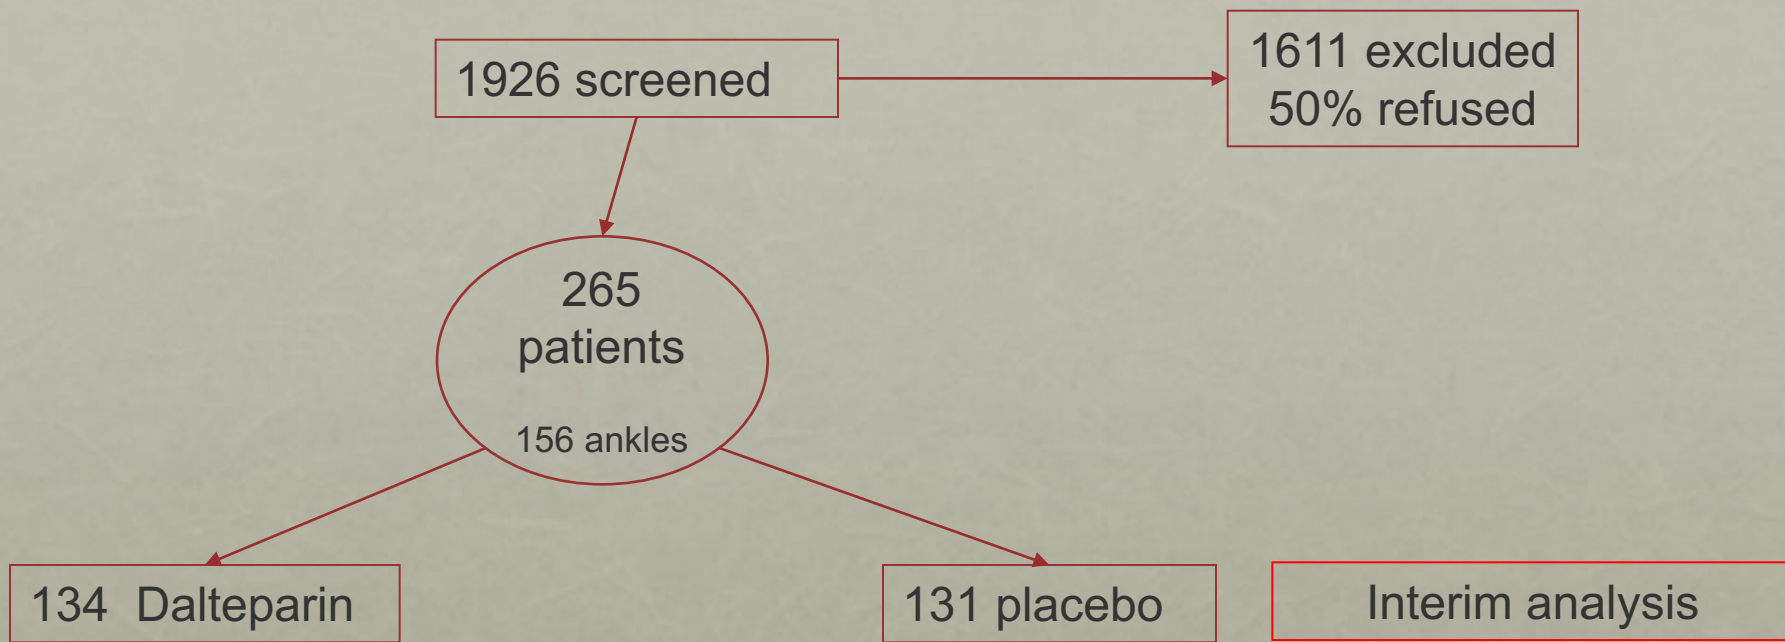 1926 screened
1611 excluded
50% refused
265
patients
156 ankles
134 Dalteparin
131 placebo
Interim analysis